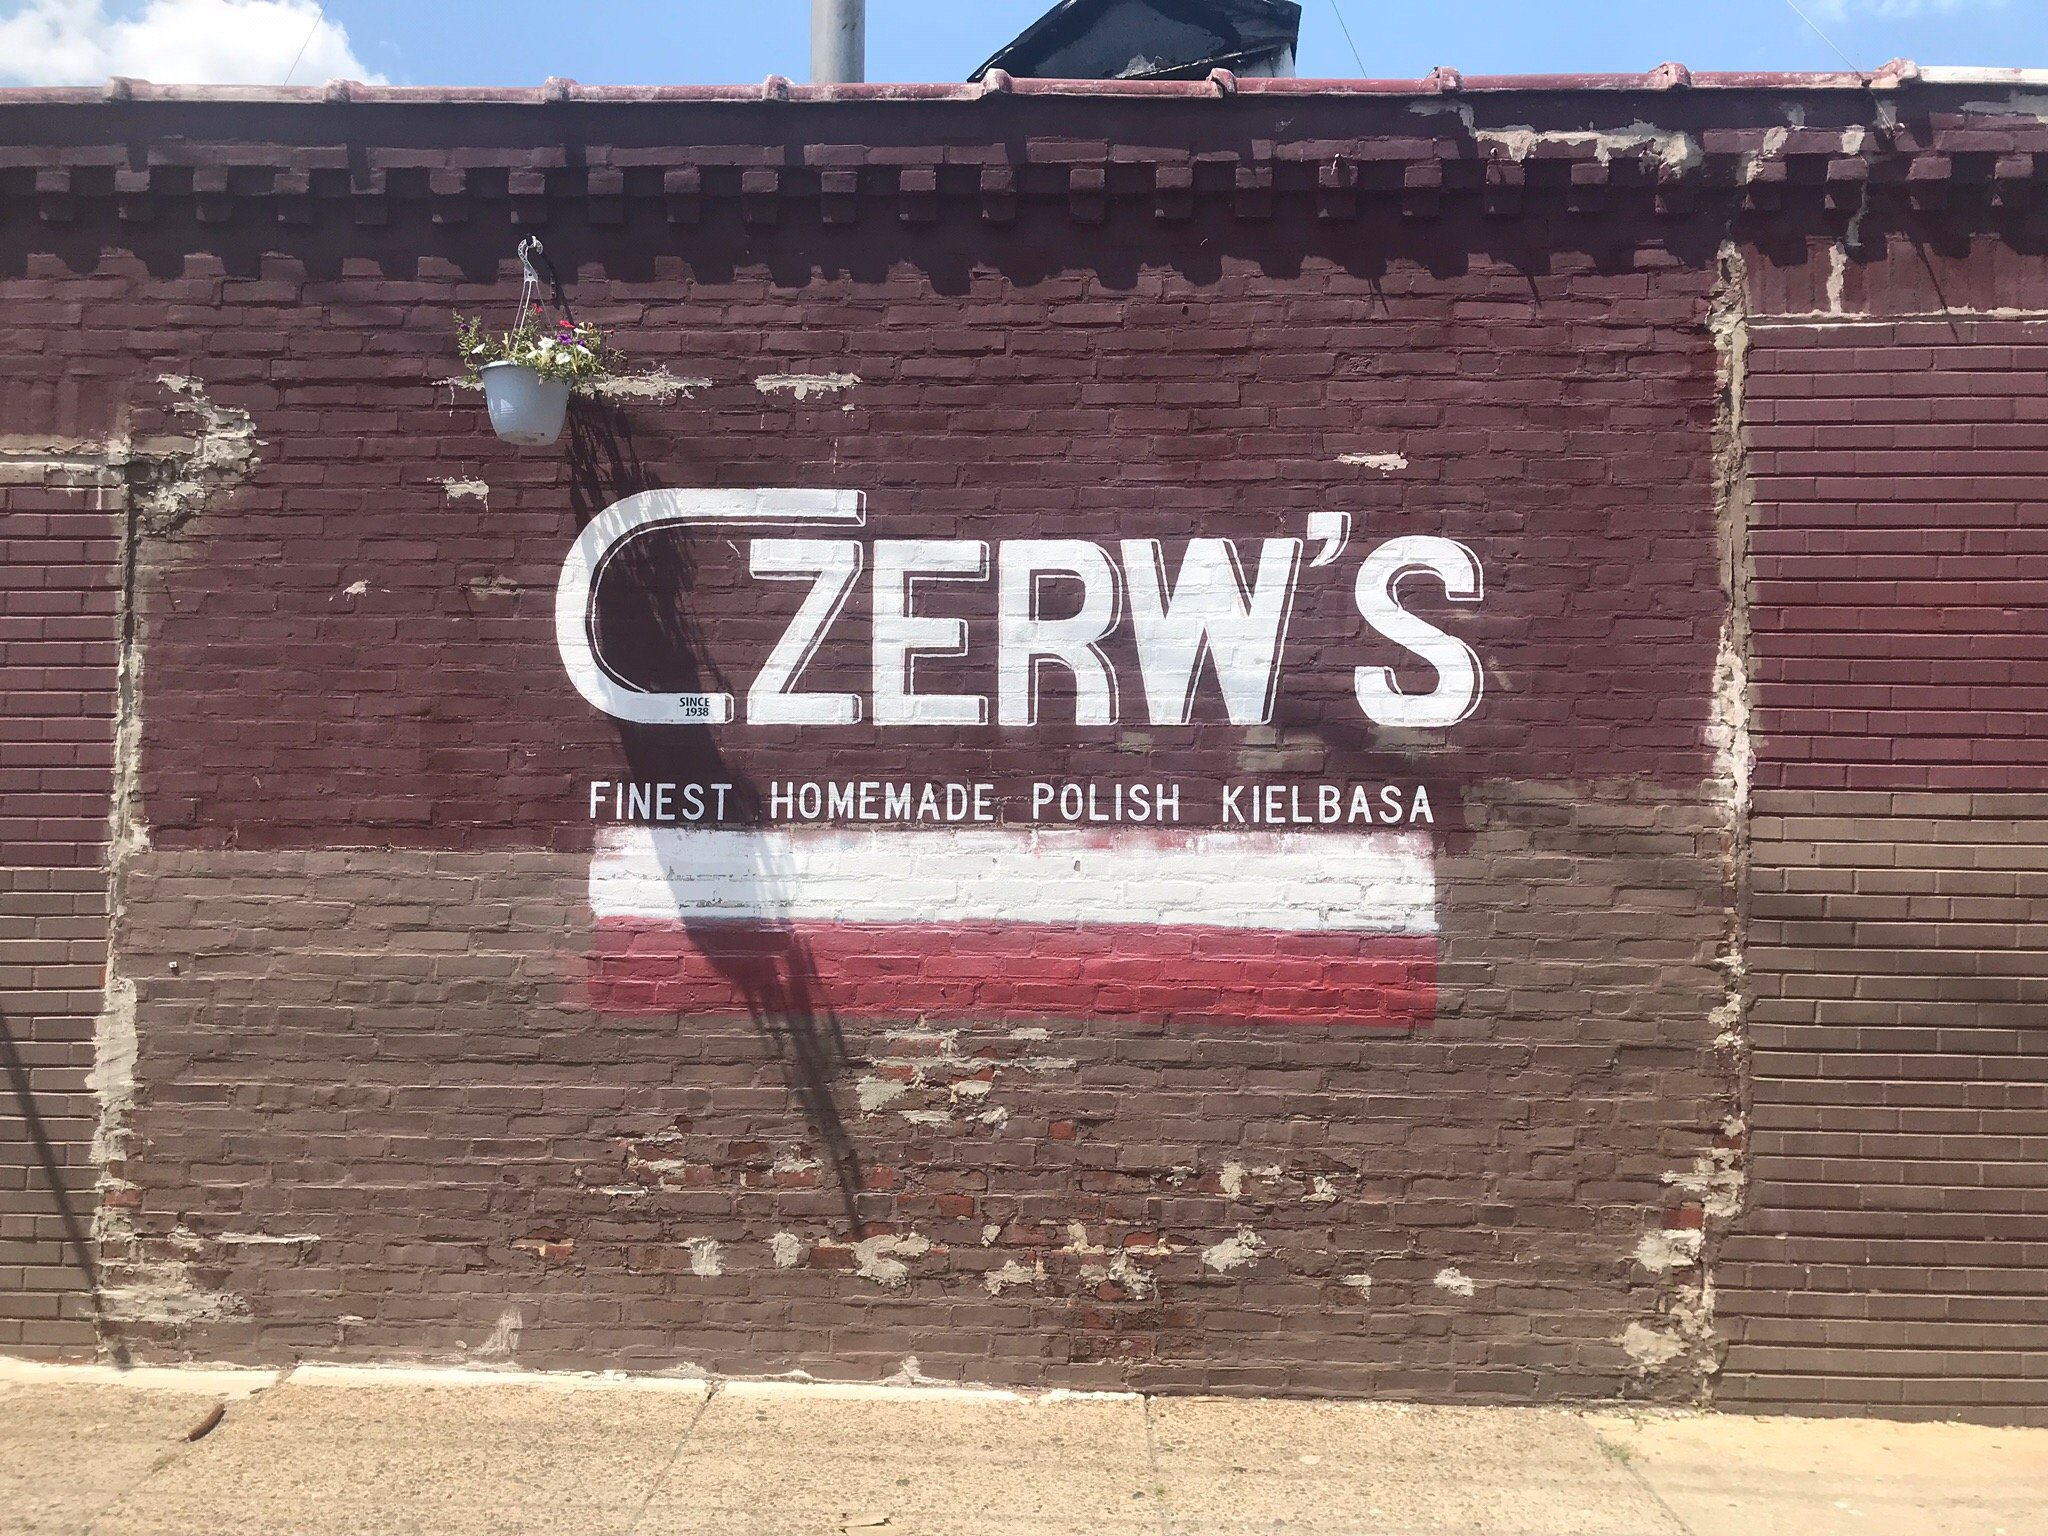 CZERW'S
SINCE
1938
FINEST HOMEMADE POLISH KIELBASA